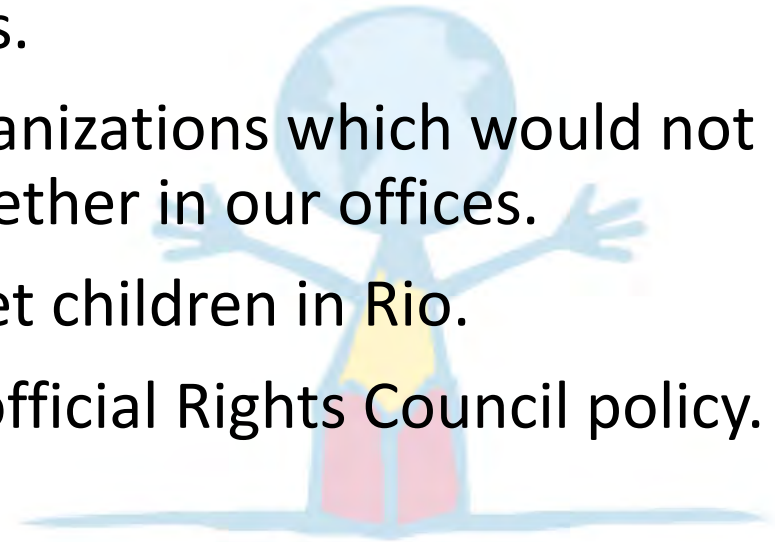 s.
anizations which would not
ether in our offices.
et children in Rio.
official Rights Council policy.